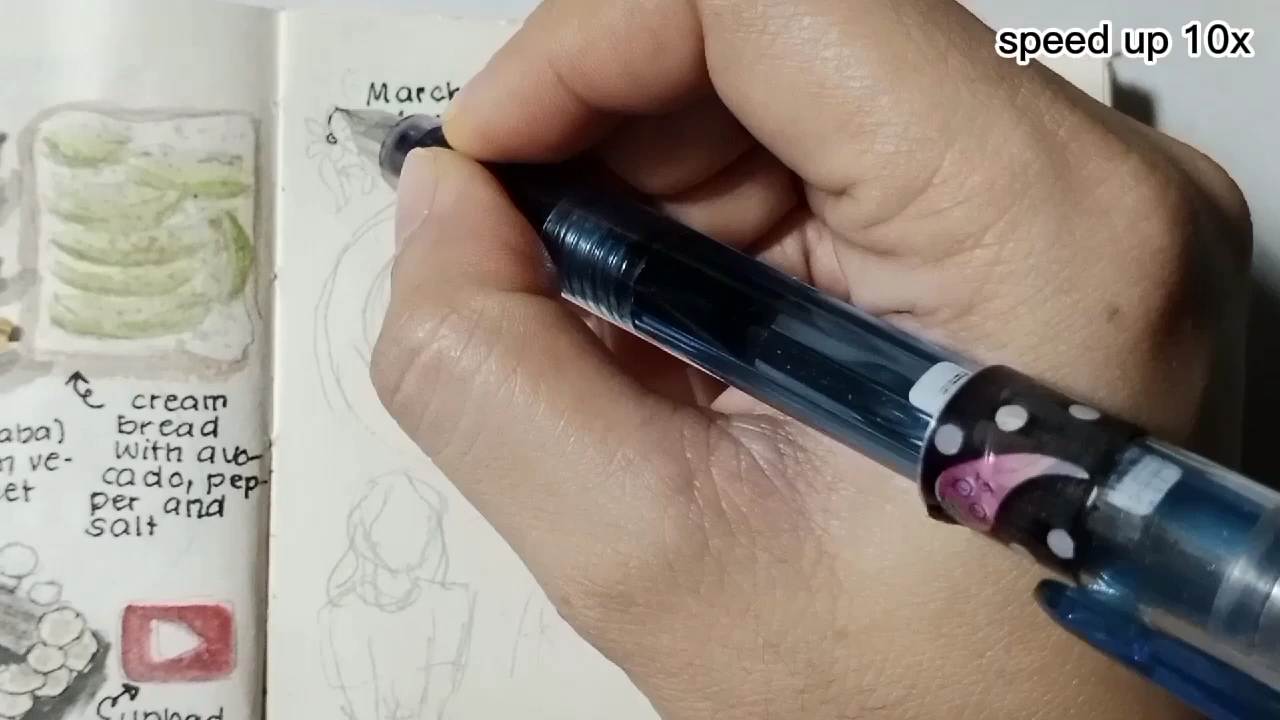 speed up 10x
March
aba)
n ve-
et
cream
bread
with avo-
cado, pep-
per and
salt